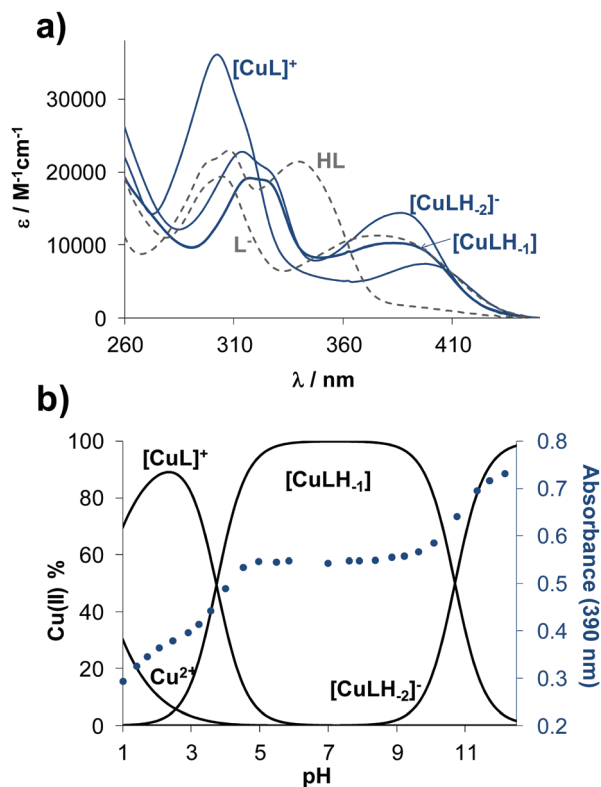 a)
[CuL]⁺
30000
HL
20000
[CuLH₋₂]⁻
[CuLH₋₁]
10000
L⁻
0
260 310 360 410
ε / M⁻¹cm⁻¹
λ / nm
b)
100 0.8
[CuL]⁺
[CuLH₋₁]
80 0.7
60 0.6
40 0.5
0.4
20 Cu²⁺ 0.3
[CuLH₋₂]⁻
0 0.2
1 3 5 7 9 11
Cu(II) %
Absorbance (390 nm)
pH